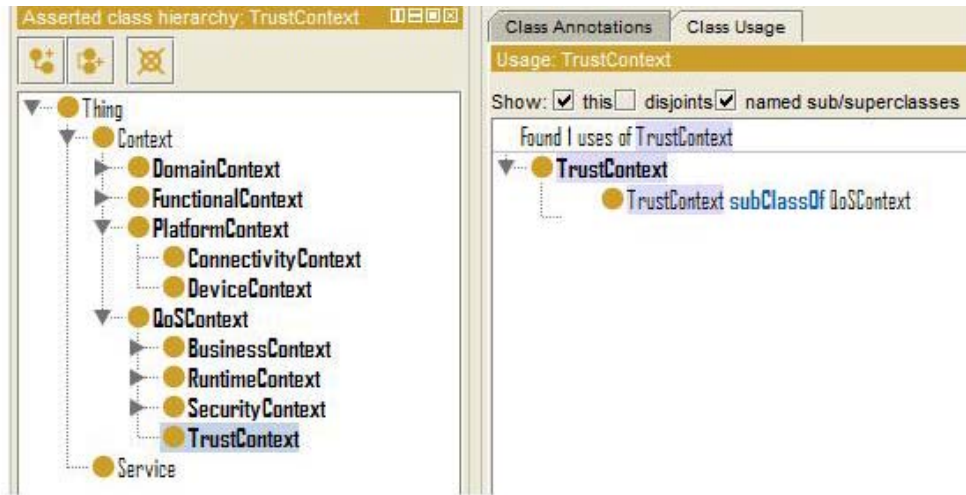 Asserted class hierarchy: TrustContext
Thing
Context
DomainContext
FunctionalContext
PlatformContext
ConnectivityContext
DeviceContext
QoSContext
BusinessContext
RuntimeContext
SecurityContext
TrustContext
Service
Class Annotations Class Usage
Usage: TrustContext
Show: this disjoints named sub/superclasses
Found 1 uses of TrustContext
TrustContext
TrustContext subClassOf QoSContext